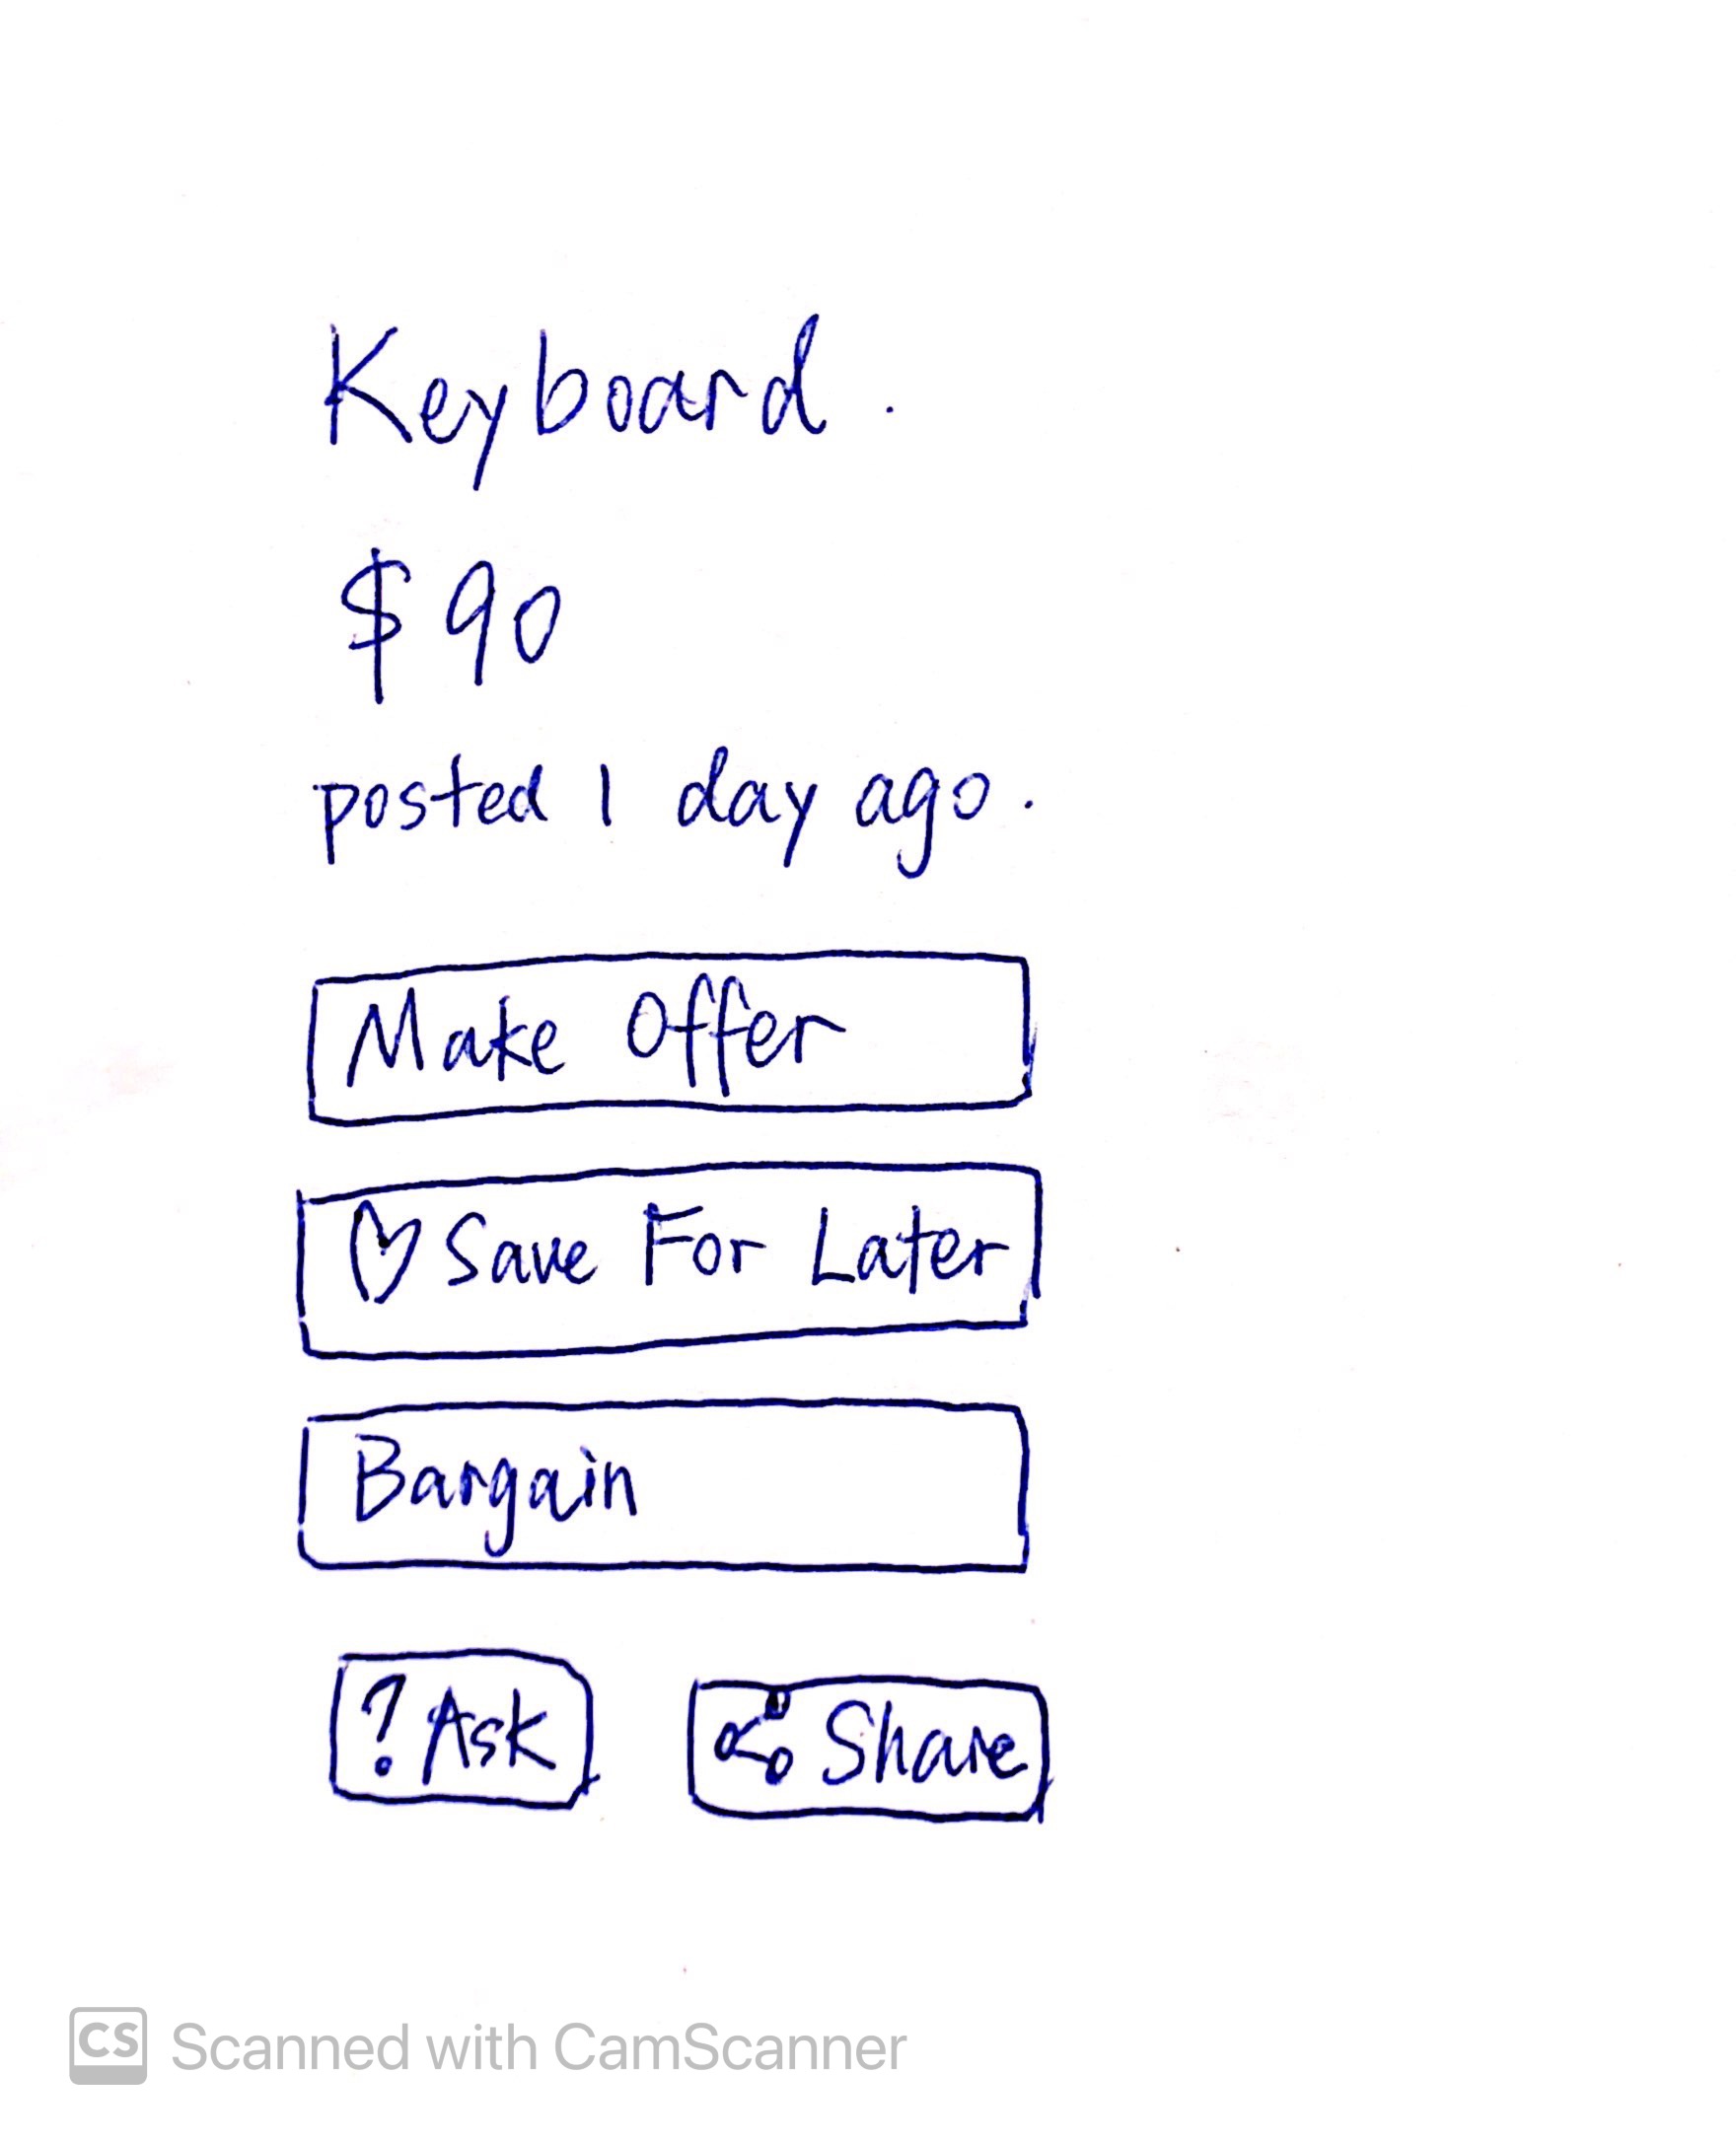 Keyboard.
$90
posted 1 day ago.
Make Offer
♡ Save For Later
Bargain
? Ask
Share
CS Scanned with CamScanner